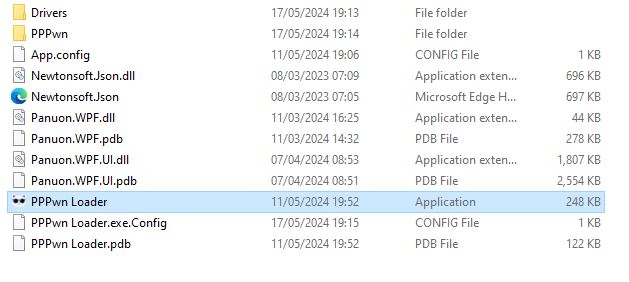 Drivers 17/05/2024 19:13 File folder
PPPwn 17/05/2024 19:14 File folder
App.config 11/05/2024 19:06 CONFIG File 1 KB
Newtonsoft.Json.dll 08/03/2023 07:09 Application exten... 696 KB
Newtonsoft.Json 08/03/2023 07:05 Microsoft Edge H... 697 KB
Panuon.WPF.dll 11/03/2024 16:25 Application exten... 44 KB
Panuon.WPF.pdb 11/03/2024 14:32 PDB File 278 KB
Panuon.WPF.UI.dll 07/04/2024 08:53 Application exten... 1,807 KB
Panuon.WPF.UI.pdb 07/04/2024 08:51 PDB File 2,554 KB
PPPwn Loader 11/05/2024 19:52 Application 248 KB
PPPwn Loader.exe.Config 17/05/2024 19:15 CONFIG File 1 KB
PPPwn Loader.pdb 11/05/2024 19:52 PDB File 122 KB